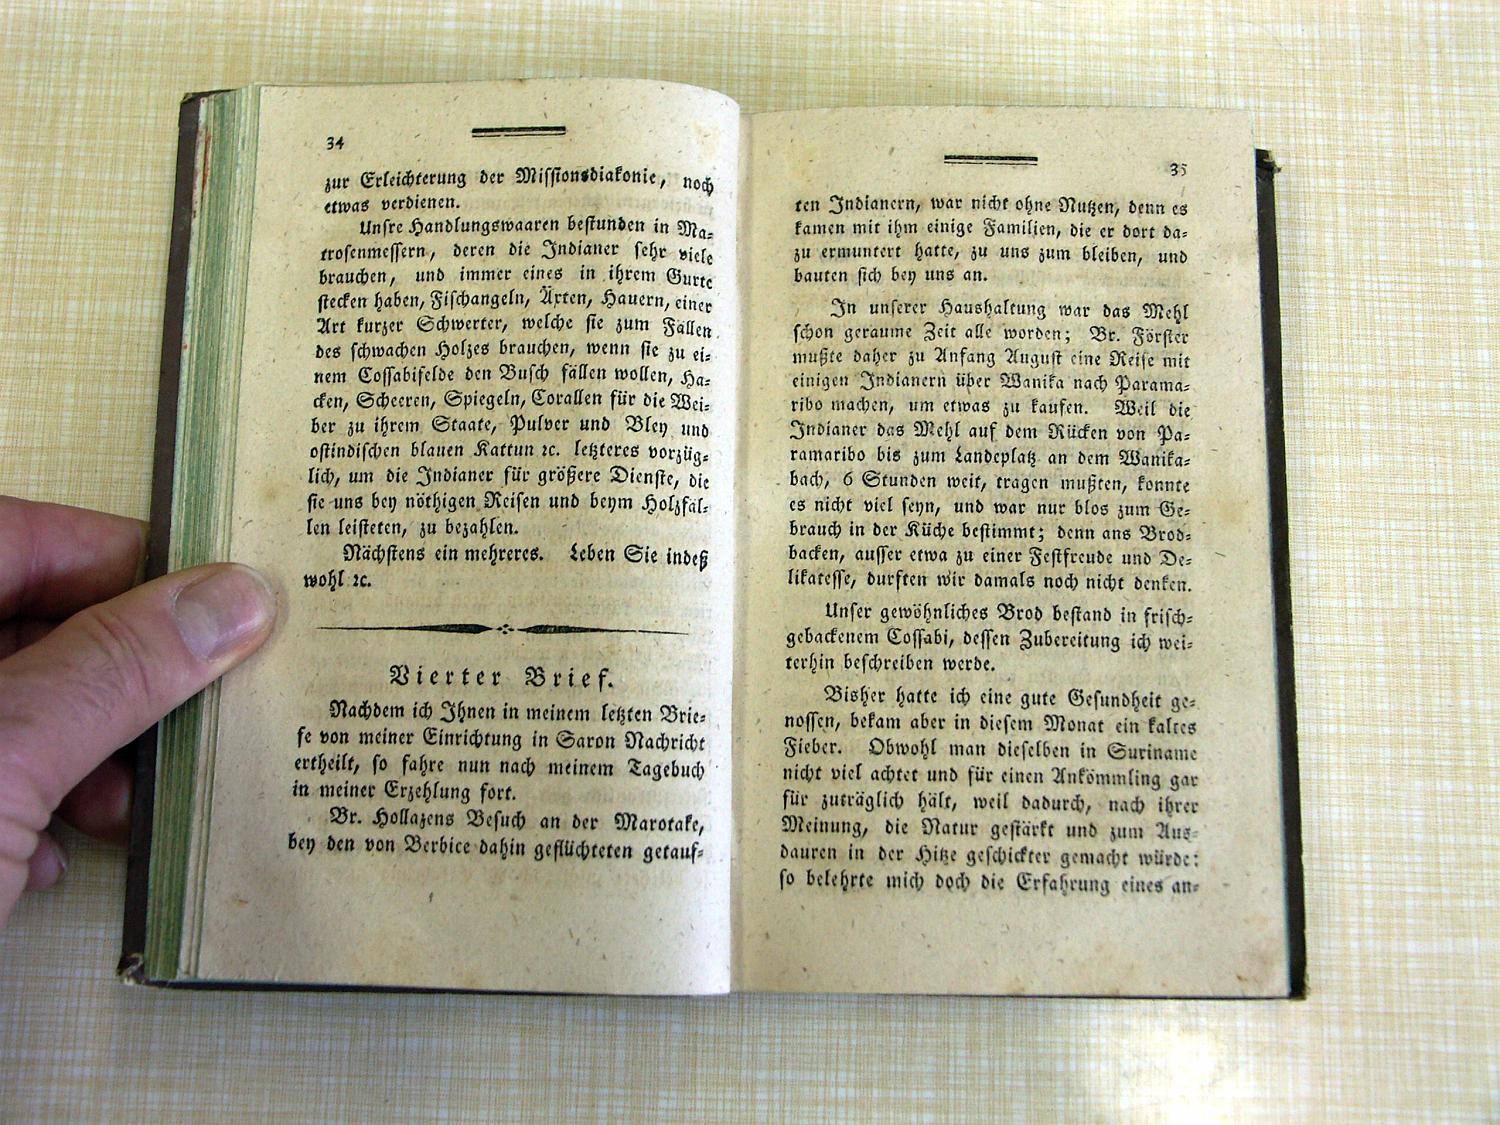 34
zur Erleichterung der Missionsdiakonie, noch
etwas verdienen.
Unsre Handlungswaaren bestunden in Ma-
trosenmessern, deren die Indianer sehr viele
brauchen, und immer eines in ihrem Gurte
stecken haben, Fischangeln, Äxten, Hauern, einer
Art kurzer Schwerter, welche sie zum Fällen
des schwachen Holzes brauchen, wenn sie zu ei-
nem Cossabifelde den Busch fällen wollen, Ha-
cken, Scheeren, Spiegeln, Corallen für die Wei-
ber zu ihrem Staate, Pulver und Bley und
ostindischen blauen Kattun ꝛc. letzteres vorzüg-
lich, um die Indianer für größere Dienste, die
sie uns bey nöthigen Reisen und beym Holzfäl-
len leisteten, zu bezahlen.
Nächstens ein mehreres. Leben Sie indeß
wohl ꝛc.
Vierter Brief.
Nachdem ich Ihnen in meinem letzten Brie-
fe von meiner Einrichtung in Saron Nachricht
ertheilt, so fahre nun nach meinem Tagebuch
in meiner Erzehlung fort.
Br. Hollazens Besuch an der Marotake,
bey den von Berbice dahin geflüchteten getauf-
35
ten Indianern, war nicht ohne Nutzen, denn es
kamen mit ihm einige Familien, die er dort da-
zu ermuntert hatte, zu uns zum bleiben, und
bauten sich bey uns an.
In unserer Haushaltung war das Mehl
schon geraume Zeit alle worden; Br. Förster
mußte daher zu Anfang August eine Reise mit
einigen Indianern über Wanika nach Parama-
ribo machen, um etwas zu kaufen. Weil die
Indianer das Mehl auf dem Rücken von Pa-
ramaribo bis zum Landeplatz an dem Wanika-
bach, 6 Stunden weit, tragen mußten, konnte
es nicht viel seyn, und war nur blos zum Ge-
brauch in der Küche bestimmt; denn ans Brod-
backen, ausser etwa zu einer Festfreude und De-
likatesse, durften wir damals noch nicht denken.
Unser gewöhnliches Brod bestand in frisch-
gebackenem Cossabi, dessen Zubereitung ich wei-
terhin beschreiben werde.
Bisher hatte ich eine gute Gesundheit ge-
nossen, bekam aber in diesem Monat ein kaltes
Fieber. Obwohl man dieselben in Suriname
nicht viel achtet und für einen Ankömmling gar
für zuträglich hält, weil dadurch, nach ihrer
Meinung, die Natur gestärkt und zum Aus-
dauren in der Hitze geschickter gemacht würde:
so belehrte mich doch die Erfahrung eines an-